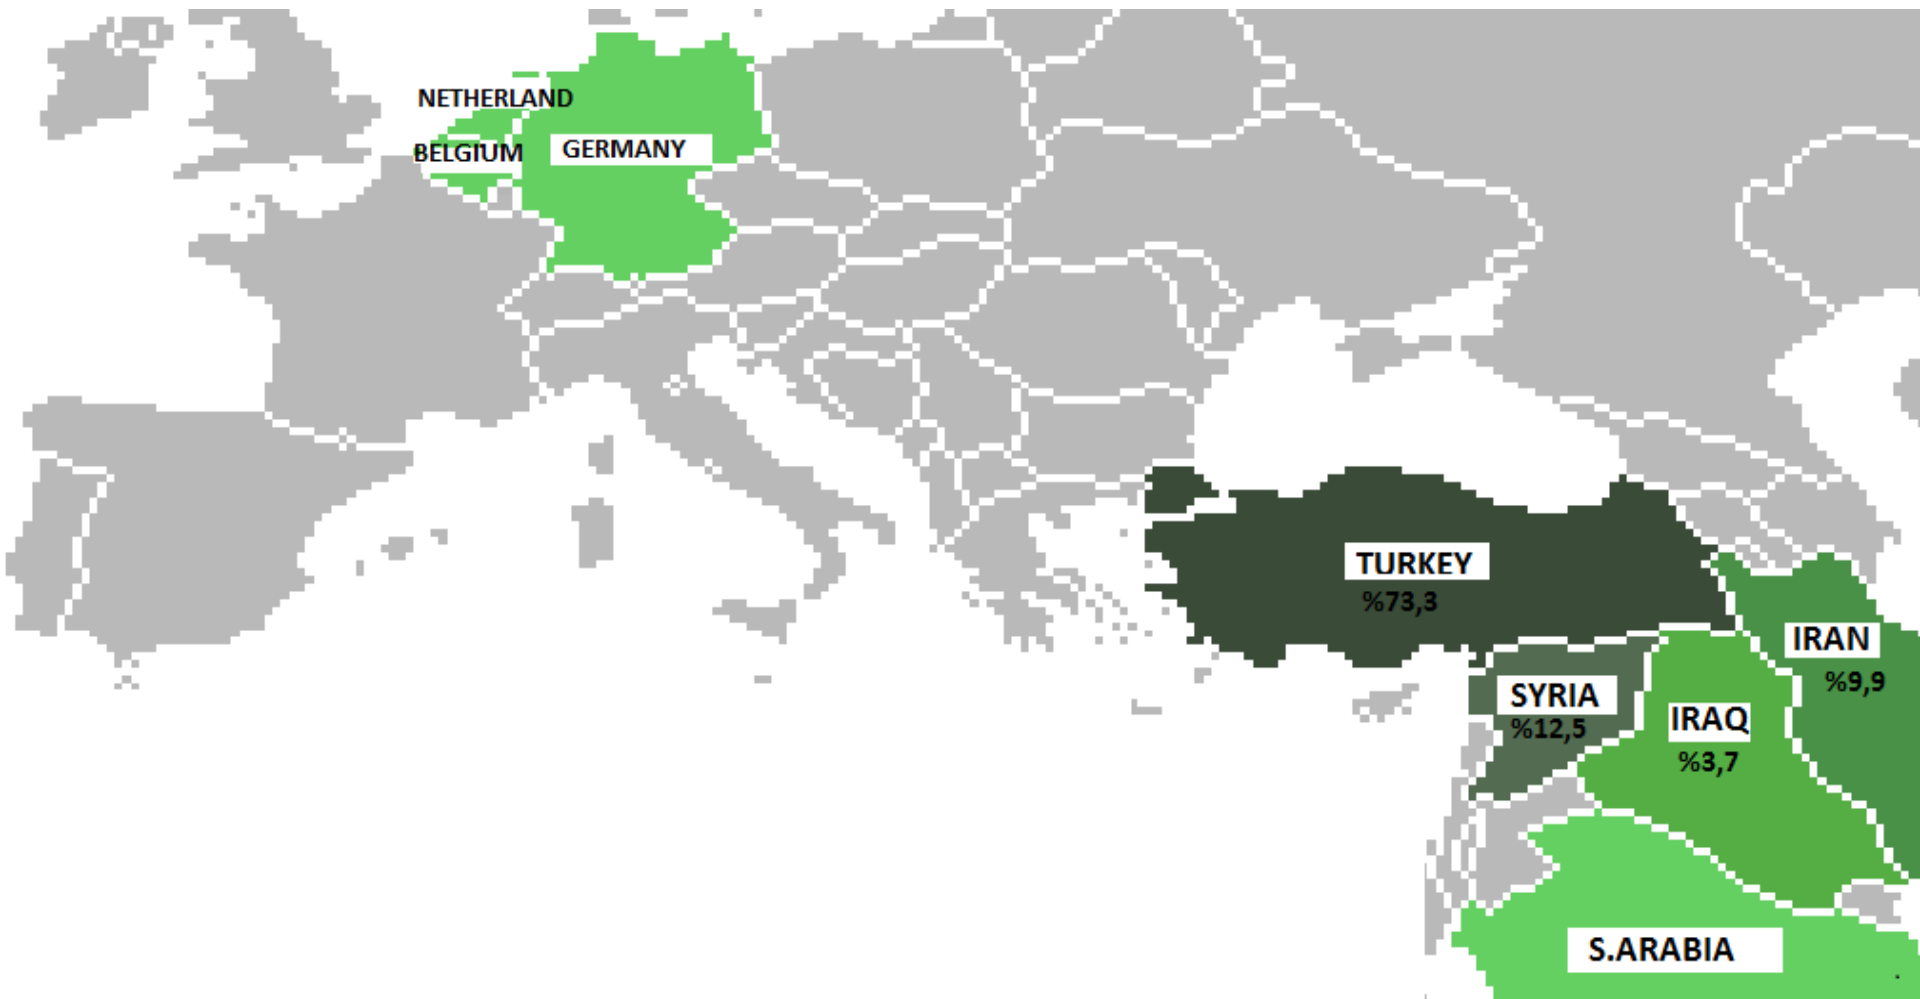 NETHERLAND
BELGIUM
GERMANY
TURKEY
%73,3
IRAN
%9,9
SYRIA
%12,5
IRAQ
%3,7
S.ARABIA
.